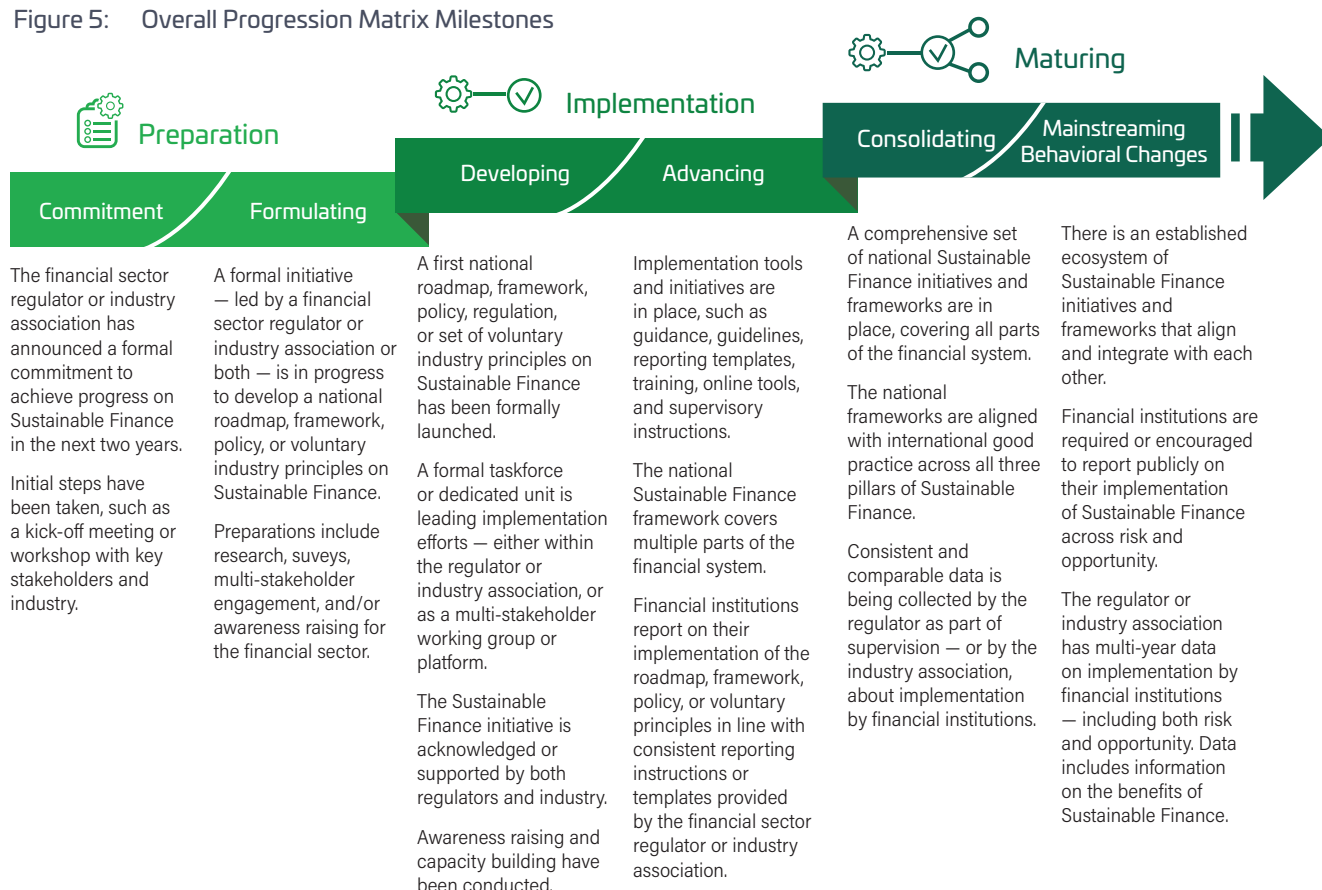 Figure 5: Overall Progression Matrix Milestones
Preparation
Commitment
Formulating
The financial sector
regulator or industry
association has
announced a formal
commitment to
achieve progress on
Sustainable Finance
in the next two years.
Initial steps have
been taken, such as
a kick-off meeting or
workshop with key
stakeholders and
industry.
A formal initiative
— led by a financial
sector regulator or
industry association or
both — is in progress
to develop a national
roadmap, framework,
policy, or voluntary
industry principles on
Sustainable Finance.
Preparations include
research, suveys,
multi-stakeholder
engagement, and/or
awareness raising for
the financial sector.
Implementation
Developing
Advancing
A first national
roadmap, framework,
policy, regulation,
or set of voluntary
industry principles on
Sustainable Finance
has been formally
launched.
A formal taskforce
or dedicated unit is
leading implementation
efforts — either within
the regulator or
industry association, or
as a multi-stakeholder
working group or
platform.
The Sustainable
Finance initiative is
acknowledged or
supported by both
regulators and industry.
Awareness raising and
capacity building have
been conducted.
Implementation tools
and initiatives are
in place, such as
guidance, guidelines,
reporting templates,
training, online tools,
and supervisory
instructions.
The national
Sustainable Finance
framework covers
multiple parts of the
financial system.
Financial institutions
report on their
implementation of the
roadmap, framework,
policy, or voluntary
principles in line with
consistent reporting
instructions or
templates provided
by the financial sector
regulator or industry
association.
Maturing
Consolidating
Mainstreaming
Behavioral Changes
A comprehensive set
of national Sustainable
Finance initiatives and
frameworks are in
place, covering all parts
of the financial system.
The national
frameworks are aligned
with international good
practice across all three
pillars of Sustainable
Finance.
Consistent and
comparable data is
being collected by the
regulator as part of
supervision — or by the
industry association,
about implementation
by financial institutions.
There is an established
ecosystem of
Sustainable Finance
initiatives and
frameworks that align
and integrate with each
other.
Financial institutions are
required or encouraged
to report publicly on
their implementation
of Sustainable Finance
across risk and
opportunity.
The regulator or
industry association
has multi-year data
on implementation by
financial institutions
— including both risk
and opportunity. Data
includes information
on the benefits of
Sustainable Finance.